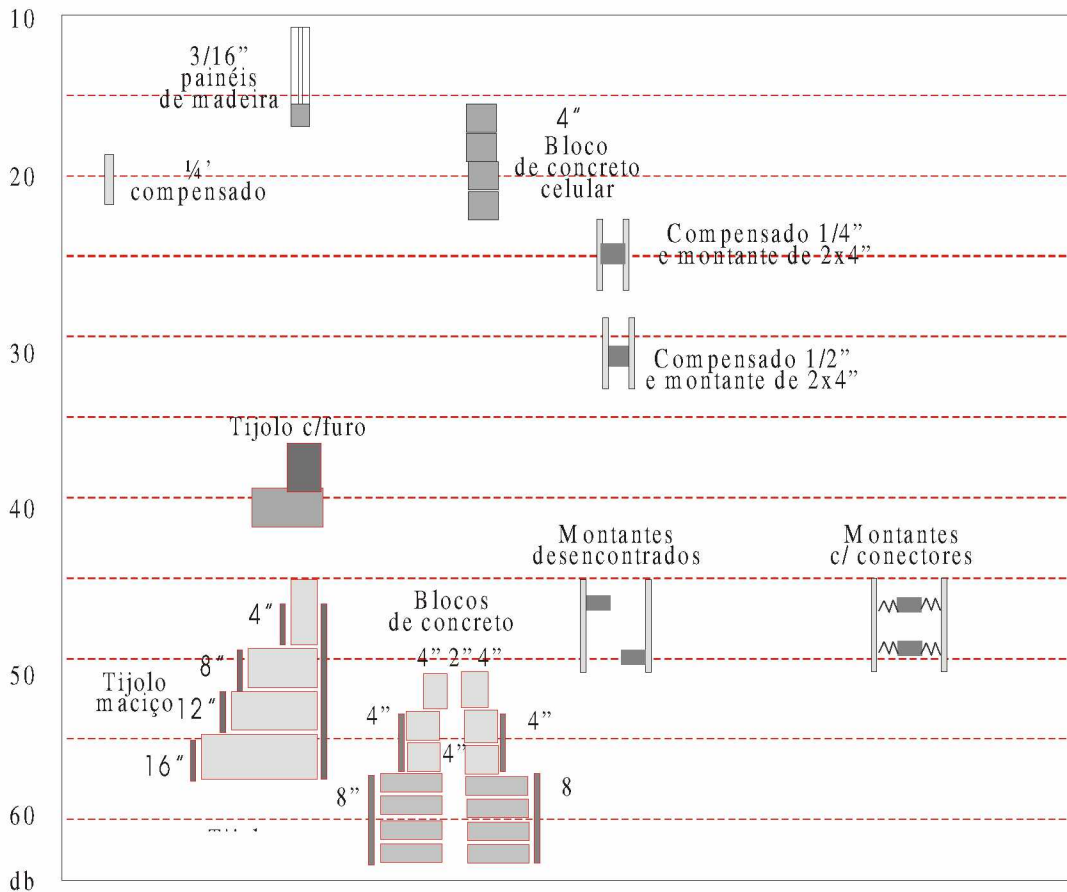 10
3/16”
painéis
de madeira
4“
Bloco
de concreto
celular
¼’
compensado
20
Compensado 1/4”
e montante de 2x4”
30
Compensado 1/2”
e montante de 2x4”
Tijolo c/furo
40
Montantes
desencontrados
Montantes
c/ conectores
4“
Blocos
de concreto
8“
4” 2” 4”
50
Tijolo
maciço
12“
4”
4”
4”
16“
8”
8
60
db